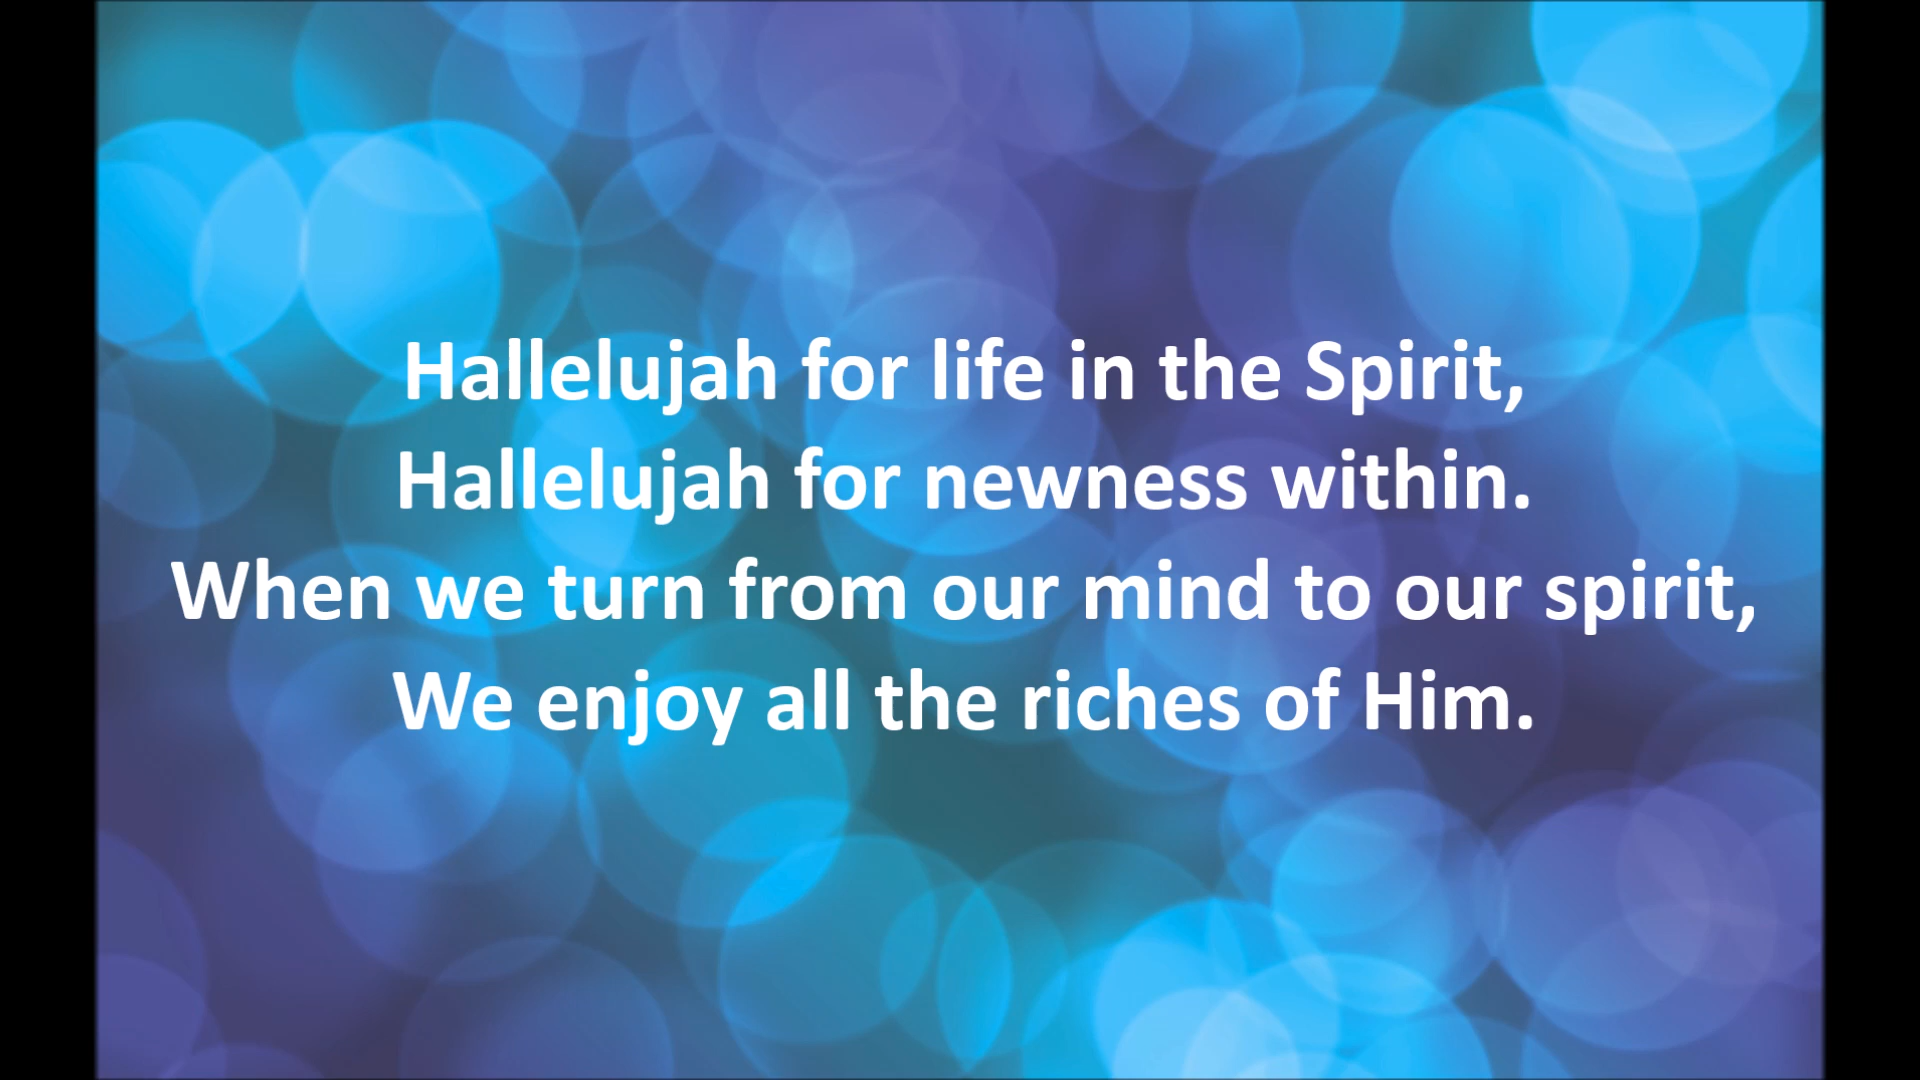 Hallelujah for life in the Spirit,
Hallelujah for newness within.
When we turn from our mind to our spirit,
We enjoy all the riches of Him.